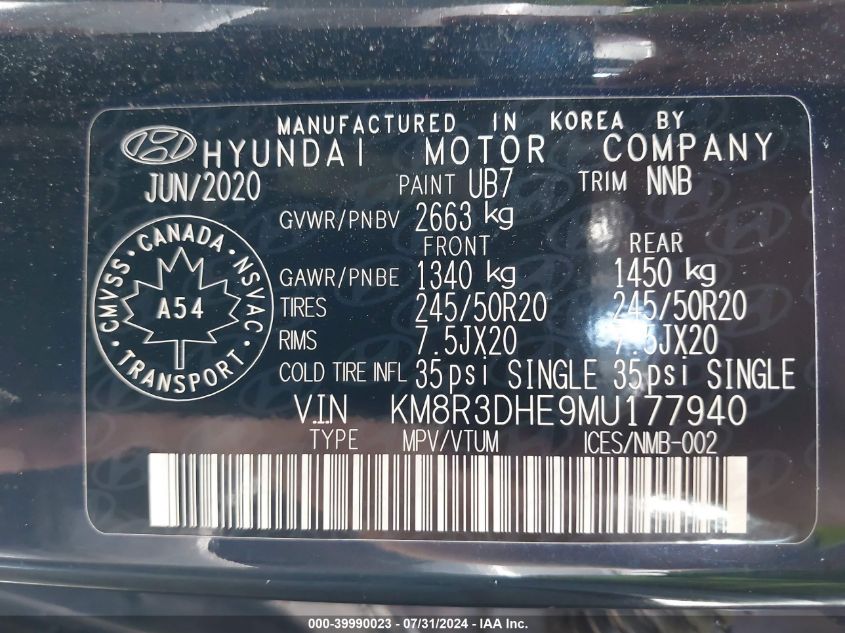 MANUFACTURED IN KOREA BY
HYUNDAI MOTOR COMPANY
JUN/2020 PAINT UB7 TRIM NNB
GVWR/PNBV 2663 kg
FRONT REAR
GAWR/PNBE 1340 kg 1450 kg
TIRES 245/50R20 245/50R20
RIMS 7.5JX20 7.5JX20
COLD TIRE INFL 35psi SINGLE 35psi SINGLE
CMVSS • CANADA • NSVAC • TRANSPORT •
A54
V.I.N KM8R3DHE9MU177940
TYPE MPV/VTUM ICES/NMB-002
000-39990023 - 07/31/2024 - IAA Inc.